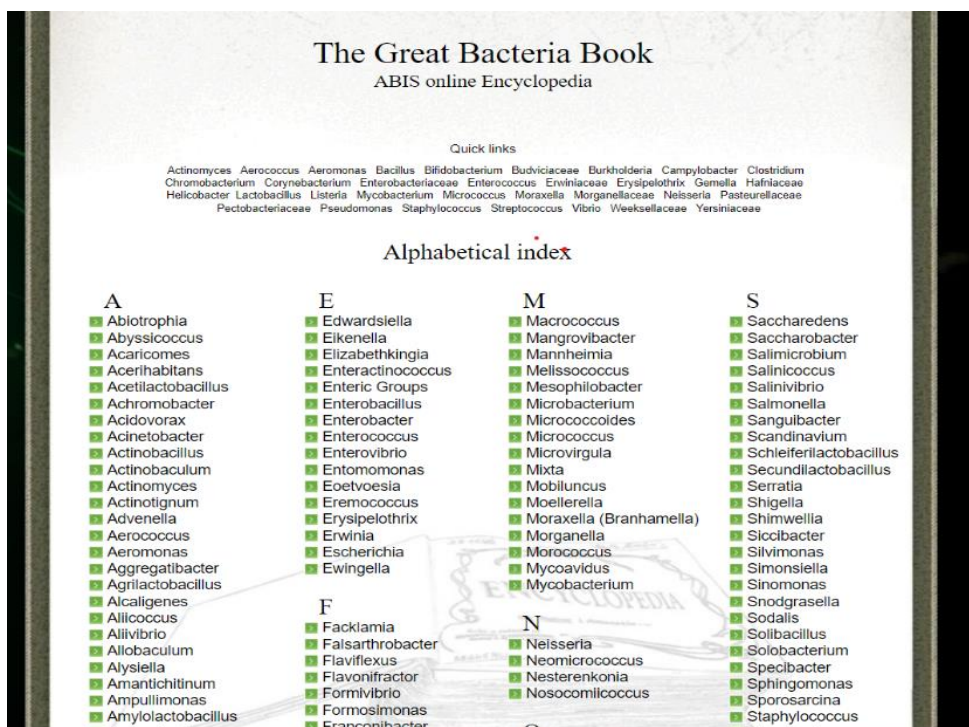 The Great Bacteria Book
ABIS online Encyclopedia
Quick links
Actinomyces Aerococcus Aeromonas Bacillus Bifidobacterium Budviciaceae Burkholderia Campylobacter Clostridium
Chromobacterium Corynebacterium Enterobacteriaceae Enterococcus Erwiniaceae Erysipelothrix Gemella Hafniaceae
Helicobacter Lactobacillus Listeria Mycobacterium Micrococcus Moraxella Morganellaceae Neisseria Pasteurellaceae
Pectobacteriaceae Pseudomonas Staphylococcus Streptococcus Vibrio Weeksellaceae Yersiniaceae
Alphabetical index
A
Abiotrophia
Abyssicoccus
Acaricomes
Acerihabitans
Acetilactobacillus
Achromobacter
Acidovorax
Acinetobacter
Actinobacillus
Actinobaculum
Actinomyces
Actinotignum
Advenella
Aerococcus
Aeromonas
Aggregatibacter
Agrilactobacillus
Alcaligenes
Aliicoccus
Aliivibrio
Allobaculum
Alysiella
Amantichitinum
Ampullimonas
Amylolactobacillus
E
Edwardsiella
Eikenella
Elizabethkingia
Enteractinococcus
Enteric Groups
Enterobacillus
Enterobacter
Enterococcus
Enterovibrio
Entomomonas
Eoetvoesia
Eremococcus
Erysipelothrix
Erwinia
Escherichia
Ewingella
F
Facklamia
Falsarthrobacter
Flaviflexus
Flavonifractor
Formivibrio
Formosimonas
Franconibacter
M
Macrococcus
Mangrovibacter
Mannheimia
Melissococcus
Mesophilobacter
Microbacterium
Micrococcoides
Micrococcus
Microvirgula
Mixta
Mobiluncus
Moellerella
Moraxella (Branhamella)
Morganella
Morococcus
Mycoavidus
Mycobacterium
N
Neisseria
Neomicrococcus
Nesterenkonia
Nosocomiicoccus
S
Saccharedens
Saccharobacter
Salimicrobium
Salinicoccus
Salinivibrio
Salmonella
Sanguibacter
Scandinavium
Schleiferilactobacillus
Secundilactobacillus
Serratia
Shigella
Shimwellia
Siccibacter
Silvimonas
Simonsiella
Sinomonas
Snodgrasella
Sodalis
Solibacillus
Solobacterium
Specibacter
Sphingomonas
Sporosarcina
Staphylococcus
ENCYCLOPEDIA